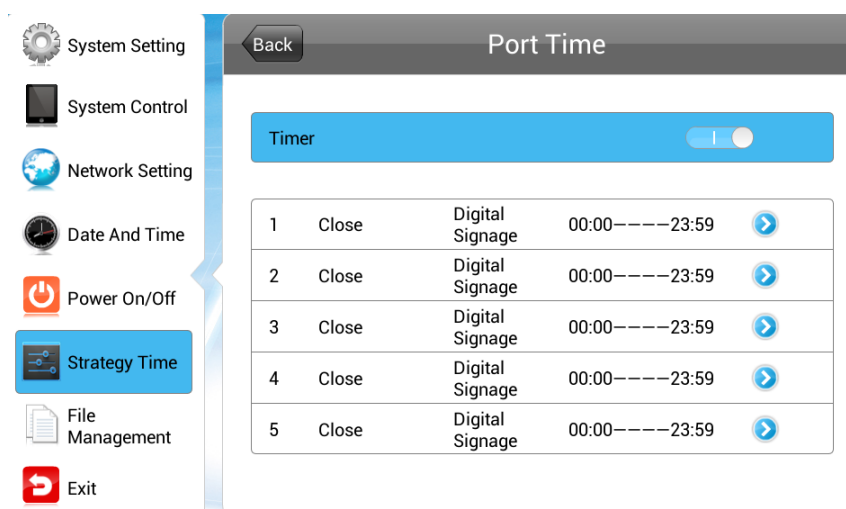 System Setting
System Control
Network Setting
Date And Time
Power On/Off
Strategy Time
File
Management
Exit
Back
Port Time
Timer
1 Close Digital Signage 00:00————23:59
2 Close Digital Signage 00:00————23:59
3 Close Digital Signage 00:00————23:59
4 Close Digital Signage 00:00————23:59
5 Close Digital Signage 00:00————23:59